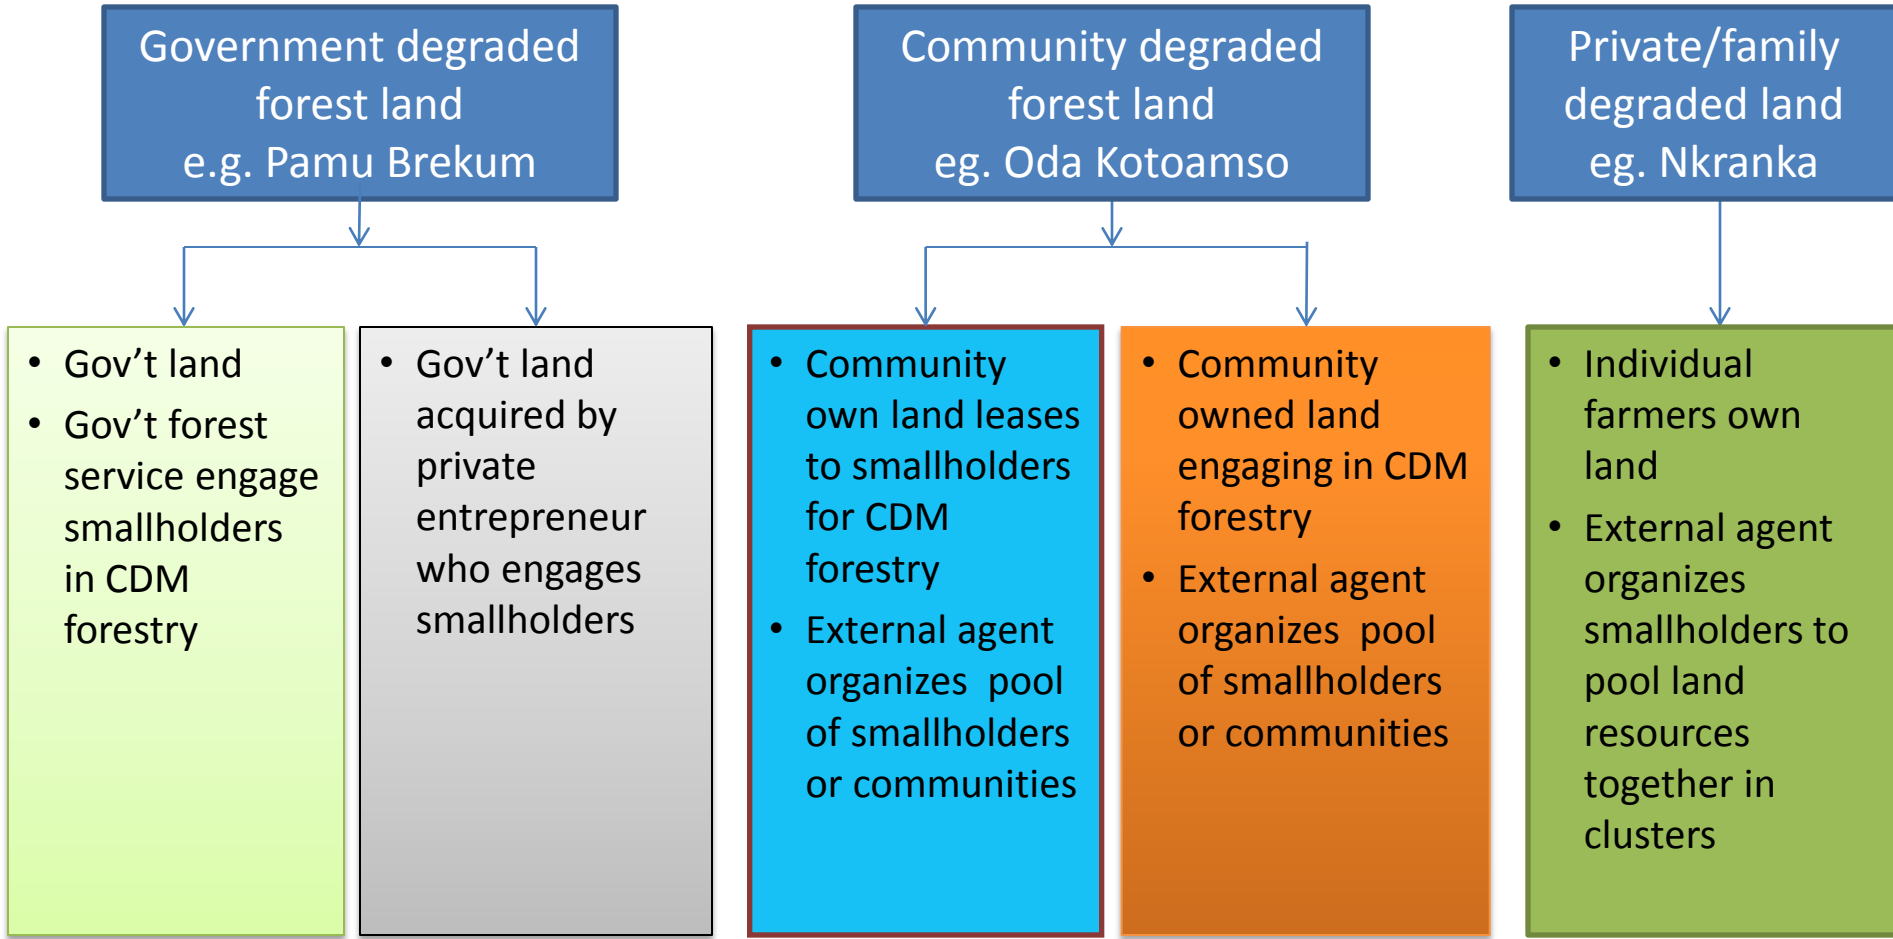 Government degraded
forest land
e.g. Pamu Brekum
Community degraded
forest land
eg. Oda Kotoamso
Private/family
degraded land
eg. Nkranka
• Gov’t land
• Gov’t forest
service engage
smallholders
in CDM
forestry
• Gov’t land
acquired by
private
entrepreneur
who engages
smallholders
• Community
own land leases
to smallholders
for CDM
forestry
• External agent
organizes pool
of smallholders
or communities
• Community
owned land
engaging in CDM
forestry
• External agent
organizes pool
of smallholders
or communities
• Individual
farmers own
land
• External agent
organizes
smallholders to
pool land
resources
together in
clusters